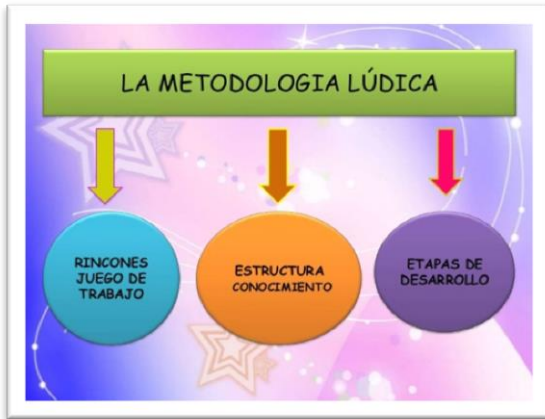 LA METODOLOGIA LÚDICA
RINCONES
JUEGO DE
TRABAJO
ESTRUCTURA
CONOCIMIENTO
ETAPAS DE
DESARROLLO